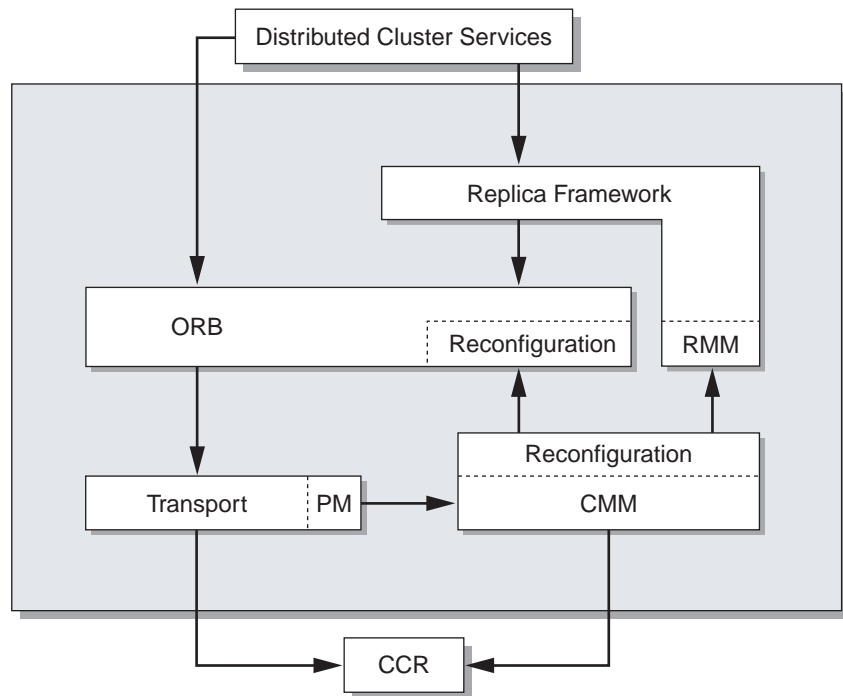 Distributed Cluster Services
Replica Framework
ORB
Reconfiguration
RMM
Reconfiguration
Transport
PM
CMM
CCR